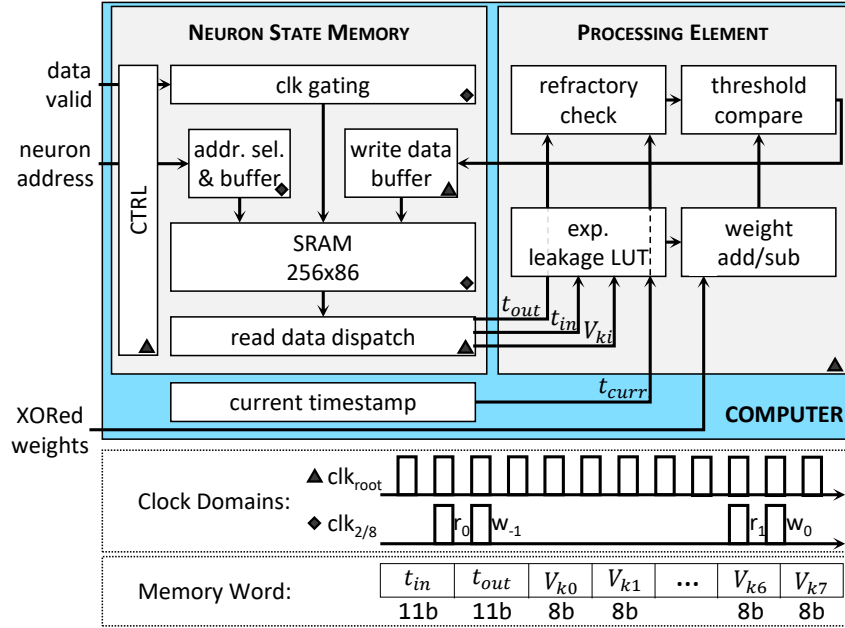 NEURON STATE MEMORY
PROCESSING ELEMENT
data
valid
neuron
address
CTRL
clk gating
addr. sel.
& buffer
write data
buffer
SRAM
256x86
read data dispatch
refractory
check
threshold
compare
exp.
leakage LUT
weight
add/sub
t_out
t_in
V_ki
t_curr
current timestamp
XORed
weights
COMPUTER
Clock Domains:
clk_root
clk_2/8
r_0
w_-1
r_1
w_0
Memory Word:
t_in t_out V_k0 V_k1 ... V_k6 V_k7
11b 11b 8b 8b 8b 8b